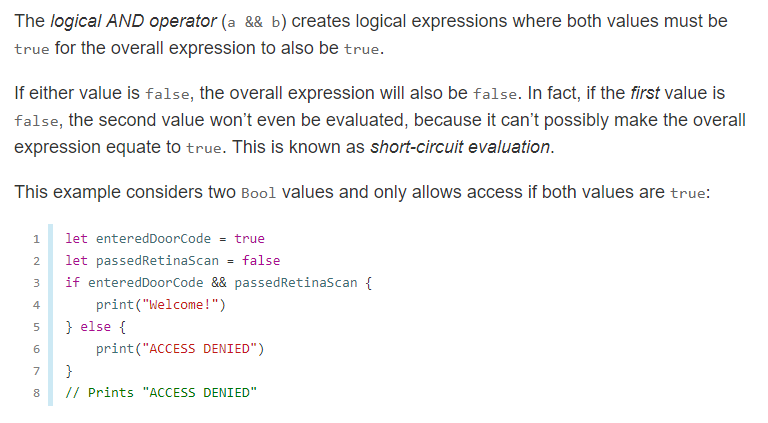 The logical AND operator (a && b) creates logical expressions where both values must be
true for the overall expression to also be true.
If either value is false, the overall expression will also be false. In fact, if the first value is
false, the second value won’t even be evaluated, because it can’t possibly make the overall
expression equate to true. This is known as short-circuit evaluation.
This example considers two Bool values and only allows access if both values are true:
1 let enteredDoorCode = true
2 let passedRetinaScan = false
3 if enteredDoorCode && passedRetinaScan {
4     print("Welcome!")
5 } else {
6     print("ACCESS DENIED")
7 }
8 // Prints "ACCESS DENIED"